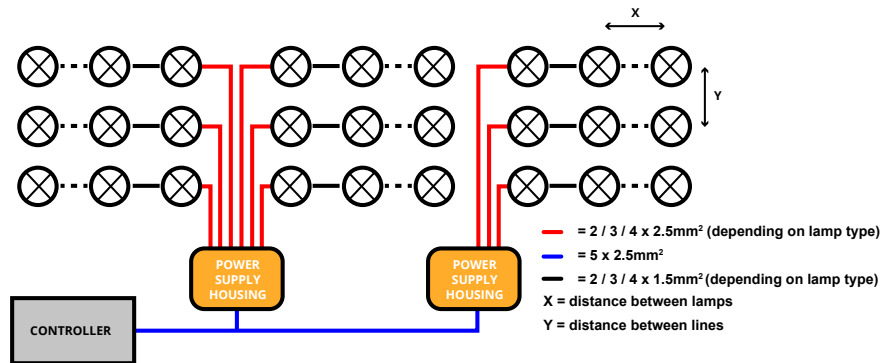 X
Y
POWER
SUPPLY
HOUSING
POWER
SUPPLY
HOUSING
CONTROLLER
= 2 / 3 / 4 x 2.5mm² (depending on lamp type)
= 5 x 2.5mm²
= 2 / 3 / 4 x 1.5mm² (depending on lamp type)
X = distance between lamps
Y = distance between lines